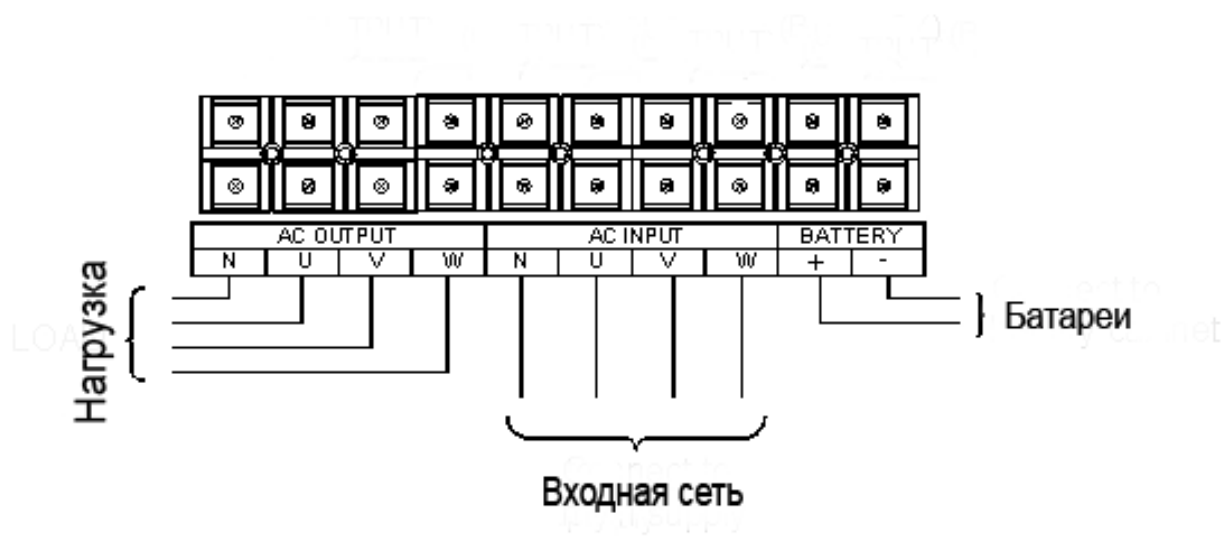 AC OUTPUT AC INPUT BATTERY
N U V W N U V W + -
Нагрузка
Батареи
Входная сеть